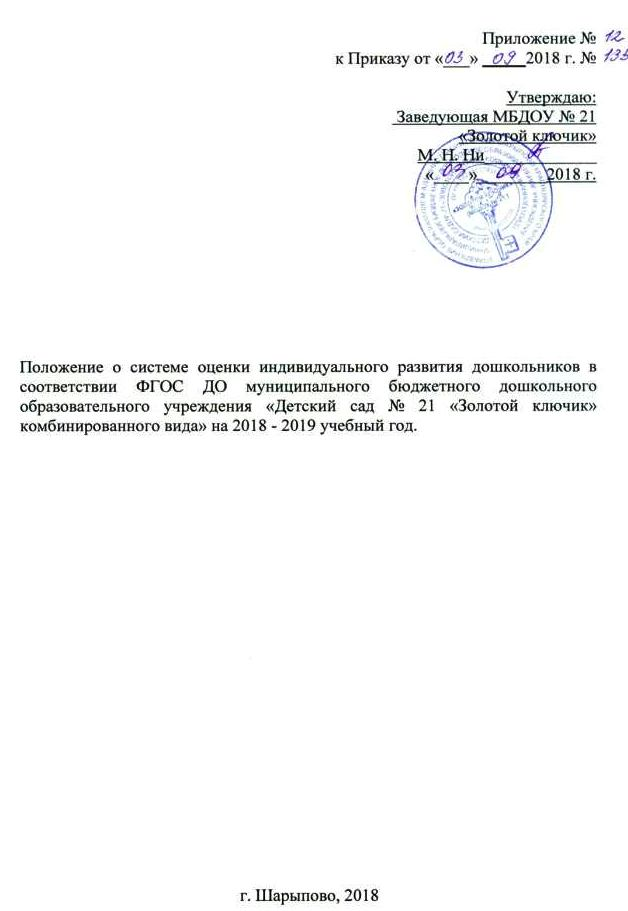 Приложение № 12
к Приказу от «03» 09 2018 г. № 135
Утверждаю:
Заведующая МБДОУ № 21
«Золотой ключик»
М. Н. Ни
«03» 09 2018 г.
Положение о системе оценки индивидуального развития дошкольников в
соответствии ФГОС ДО муниципального бюджетного дошкольного
образовательного учреждения «Детский сад № 21 «Золотой ключик»
комбинированного вида» на 2018 - 2019 учебный год.
г. Шарыпово, 2018